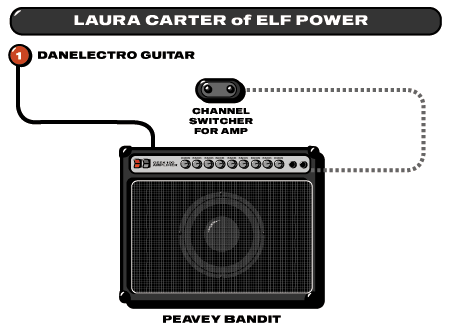 LAURA CARTER of ELF POWER
1 DANELECTRO GUITAR
CHANNEL
SWITCHER
FOR AMP
PEAVEY BANDIT